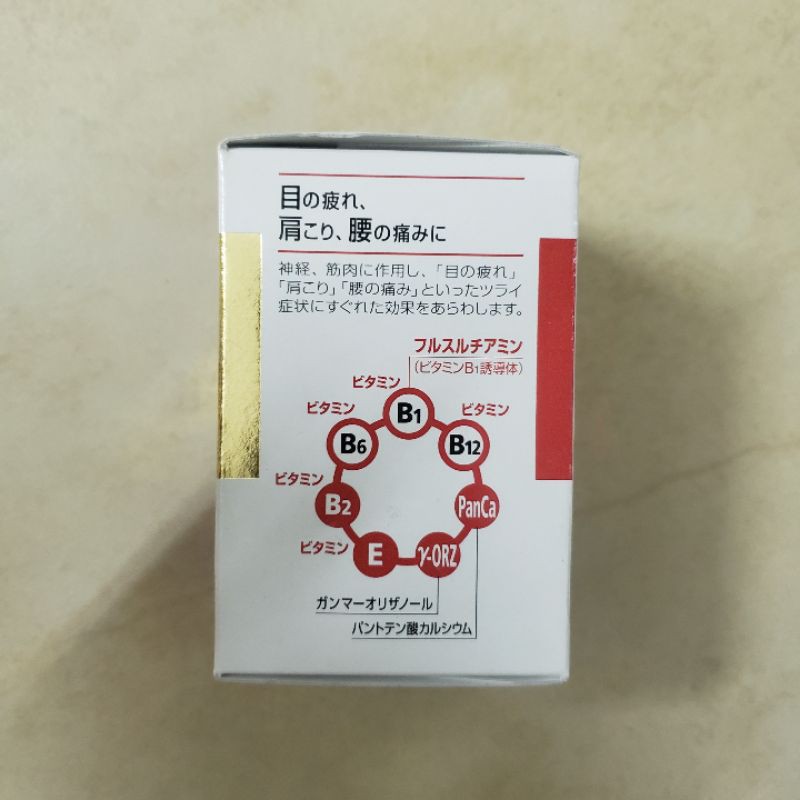 目の疲れ、
肩こり、腰の痛みに
神経、筋肉に作用し、「目の疲れ」
「肩こり」「腰の痛み」といったツライ
症状にすぐれた効果をあらわします。
フルスルチアミン
（ビタミンB1誘導体）
ビタミン
B1
ビタミン
B6
ビタミン
B12
ビタミン
B2
PanCa
ビタミン
E
γ-ORZ
ガンマーオリザノール
パントテン酸カルシウム